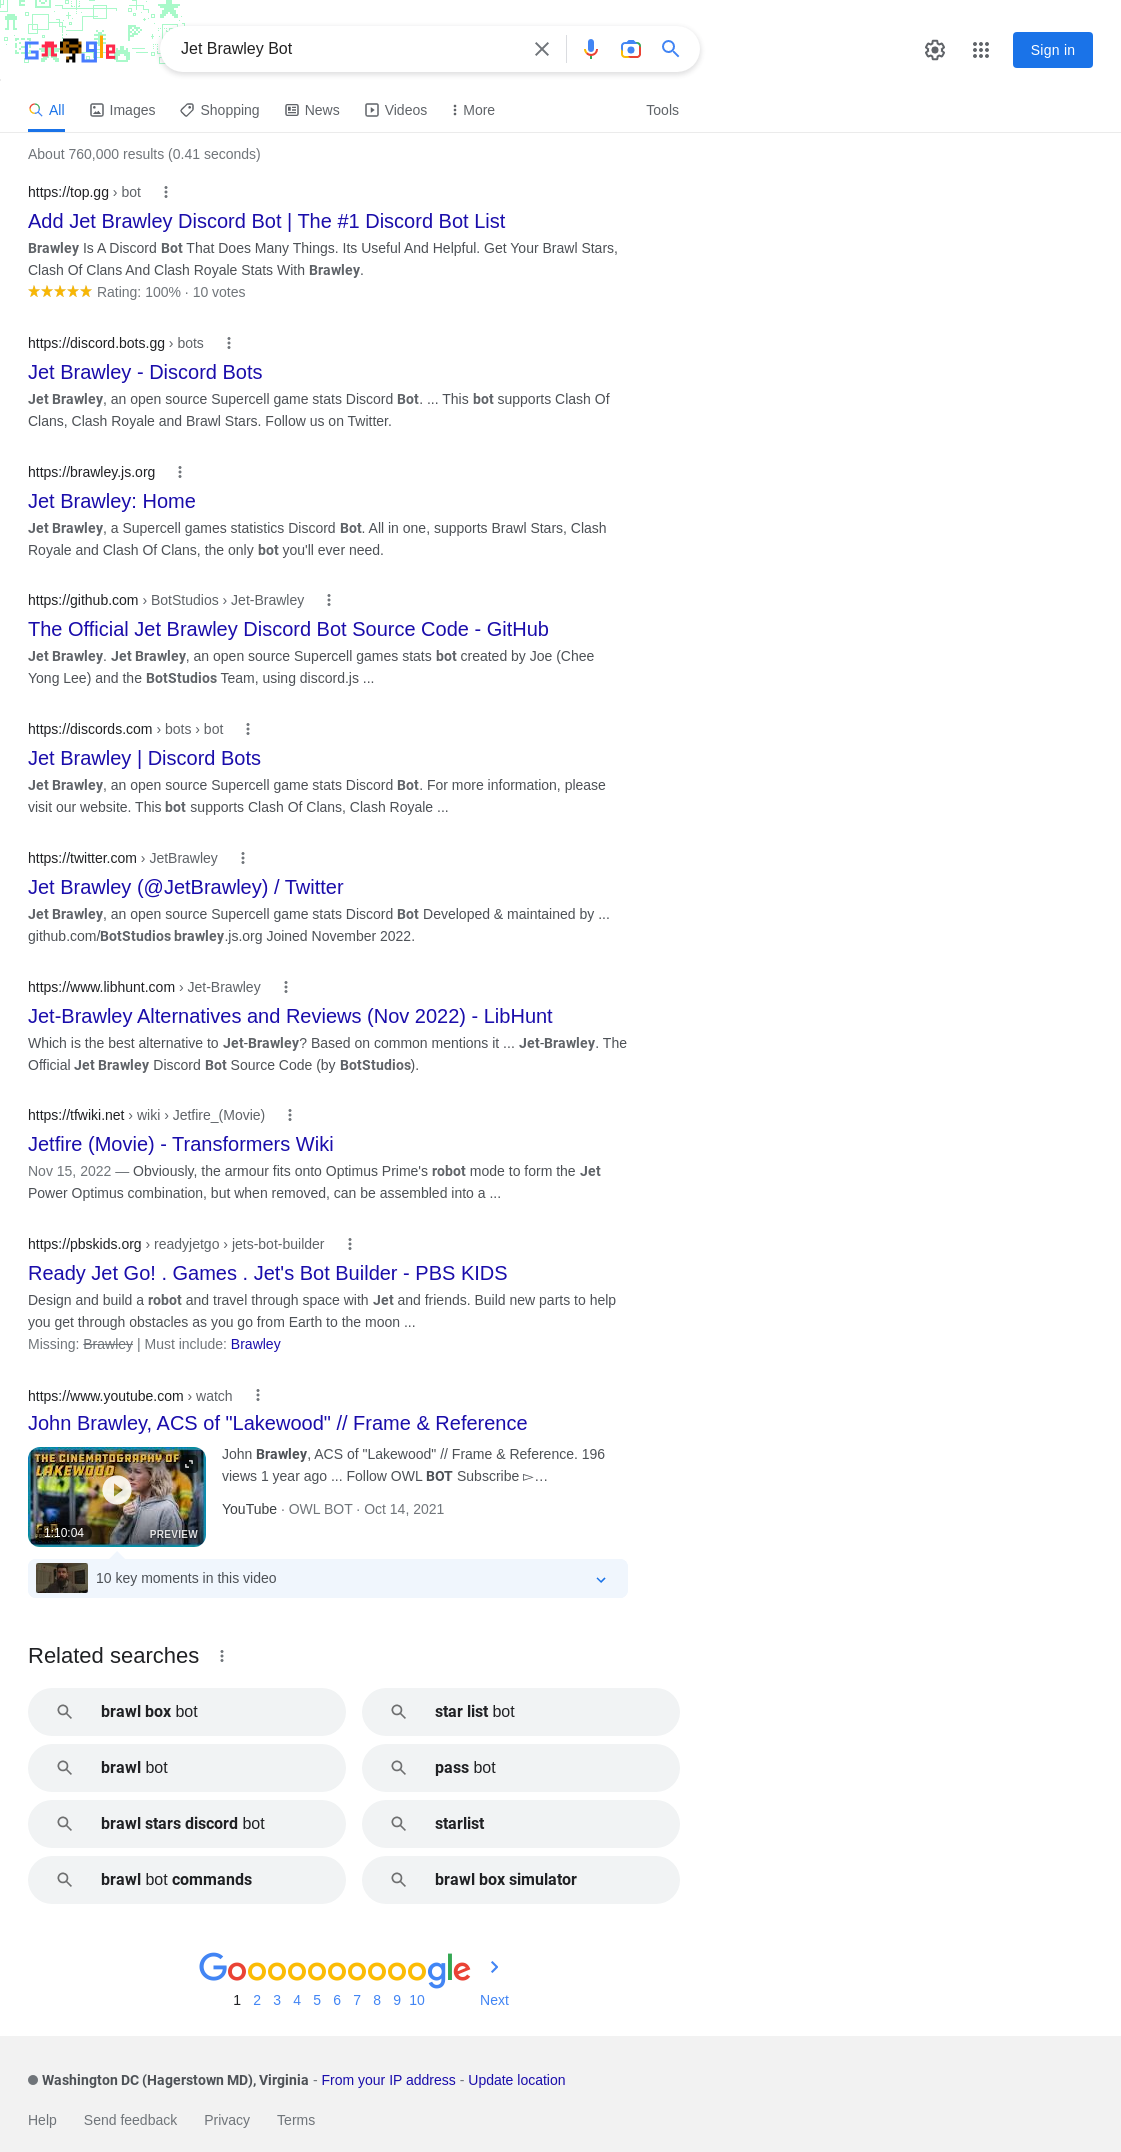 Google
Jet Brawley Bot
Sign in
All Images Shopping News Videos More Tools
About 760,000 results (0.41 seconds)
https://top.gg › bot
Add Jet Brawley Discord Bot | The #1 Discord Bot List
Brawley Is A Discord Bot That Does Many Things. Its Useful And Helpful. Get Your Brawl Stars,
Clash Of Clans And Clash Royale Stats With Brawley.
★★★★★ Rating: 100% · 10 votes
https://discord.bots.gg › bots
Jet Brawley - Discord Bots
Jet Brawley, an open source Supercell game stats Discord Bot. ... This bot supports Clash Of
Clans, Clash Royale and Brawl Stars. Follow us on Twitter.
https://brawley.js.org
Jet Brawley: Home
Jet Brawley, a Supercell games statistics Discord Bot. All in one, supports Brawl Stars, Clash
Royale and Clash Of Clans, the only bot you'll ever need.
https://github.com › BotStudios › Jet-Brawley
The Official Jet Brawley Discord Bot Source Code - GitHub
Jet Brawley. Jet Brawley, an open source Supercell games stats bot created by Joe (Chee
Yong Lee) and the BotStudios Team, using discord.js ...
https://discords.com › bots › bot
Jet Brawley | Discord Bots
Jet Brawley, an open source Supercell game stats Discord Bot. For more information, please
visit our website. This bot supports Clash Of Clans, Clash Royale ...
https://twitter.com › JetBrawley
Jet Brawley (@JetBrawley) / Twitter
Jet Brawley, an open source Supercell game stats Discord Bot Developed & maintained by ...
github.com/BotStudios brawley.js.org Joined November 2022.
https://www.libhunt.com › Jet-Brawley
Jet-Brawley Alternatives and Reviews (Nov 2022) - LibHunt
Which is the best alternative to Jet-Brawley? Based on common mentions it ... Jet-Brawley. The
Official Jet Brawley Discord Bot Source Code (by BotStudios).
https://tfwiki.net › wiki › Jetfire_(Movie)
Jetfire (Movie) - Transformers Wiki
Nov 15, 2022 — Obviously, the armour fits onto Optimus Prime's robot mode to form the Jet
Power Optimus combination, but when removed, can be assembled into a ...
https://pbskids.org › readyjetgo › jets-bot-builder
Ready Jet Go! . Games . Jet's Bot Builder - PBS KIDS
Design and build a robot and travel through space with Jet and friends. Build new parts to help
you get through obstacles as you go from Earth to the moon ...
Missing: Brawley | Must include: Brawley
https://www.youtube.com › watch
John Brawley, ACS of "Lakewood" // Frame & Reference
THE CINEMATOGRAPHY OF
LAKEWOOD
1:10:04
PREVIEW
John Brawley, ACS of "Lakewood" // Frame & Reference. 196
views 1 year ago ... Follow OWL BOT Subscribe ▻…
YouTube · OWL BOT · Oct 14, 2021
10 key moments in this video
Related searches
brawl box bot
star list bot
brawl bot
pass bot
brawl stars discord bot
starlist
brawl bot commands
brawl box simulator
Goooooooooogle
1 2 3 4 5 6 7 8 9 10 Next
Washington DC (Hagerstown MD), Virginia - From your IP address - Update location
Help Send feedback Privacy Terms